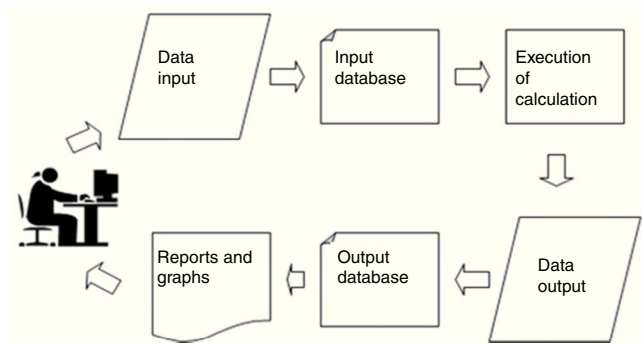 Data
input
Input
database
Execution
of
calculation
Reports and
graphs
Output
database
Data
output